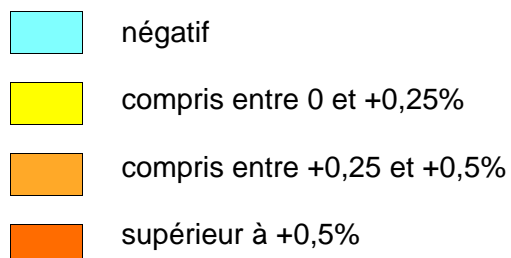 négatif
compris entre 0 et +0,25%
compris entre +0,25 et +0,5%
supérieur à +0,5%